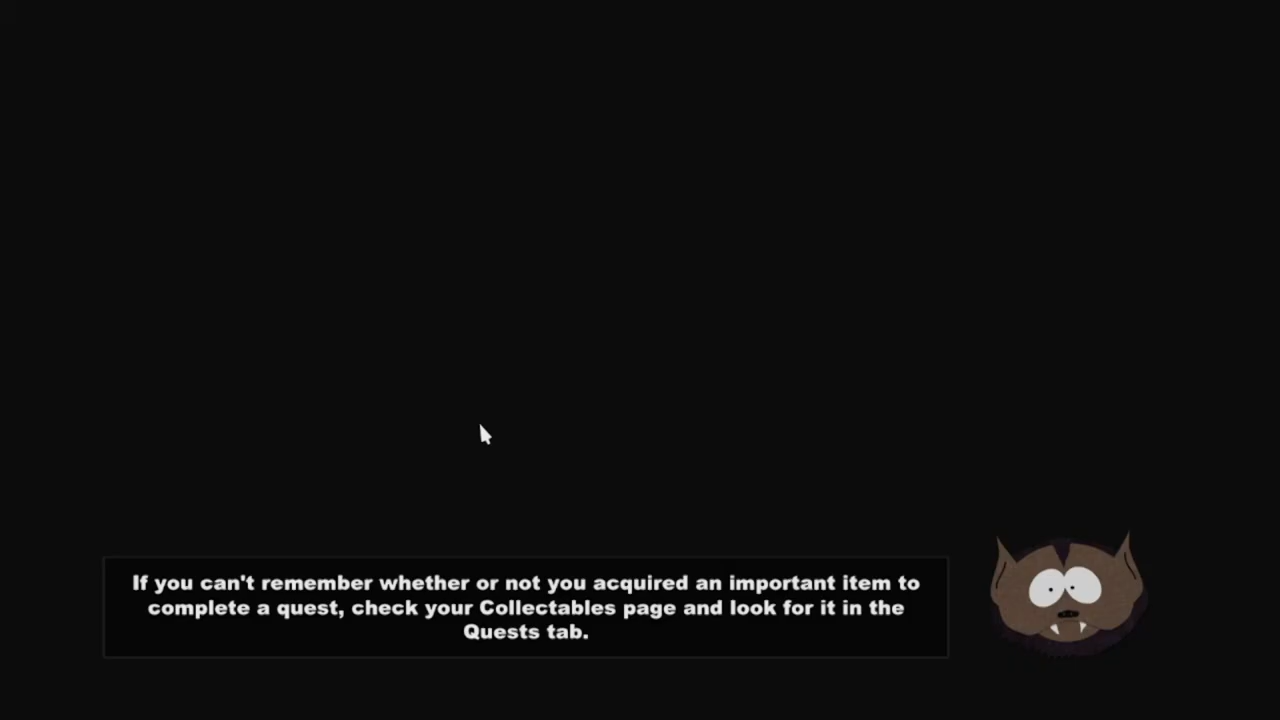 If you can't remember whether or not you acquired an important item to
complete a quest, check your Collectables page and look for it in the
Quests tab.